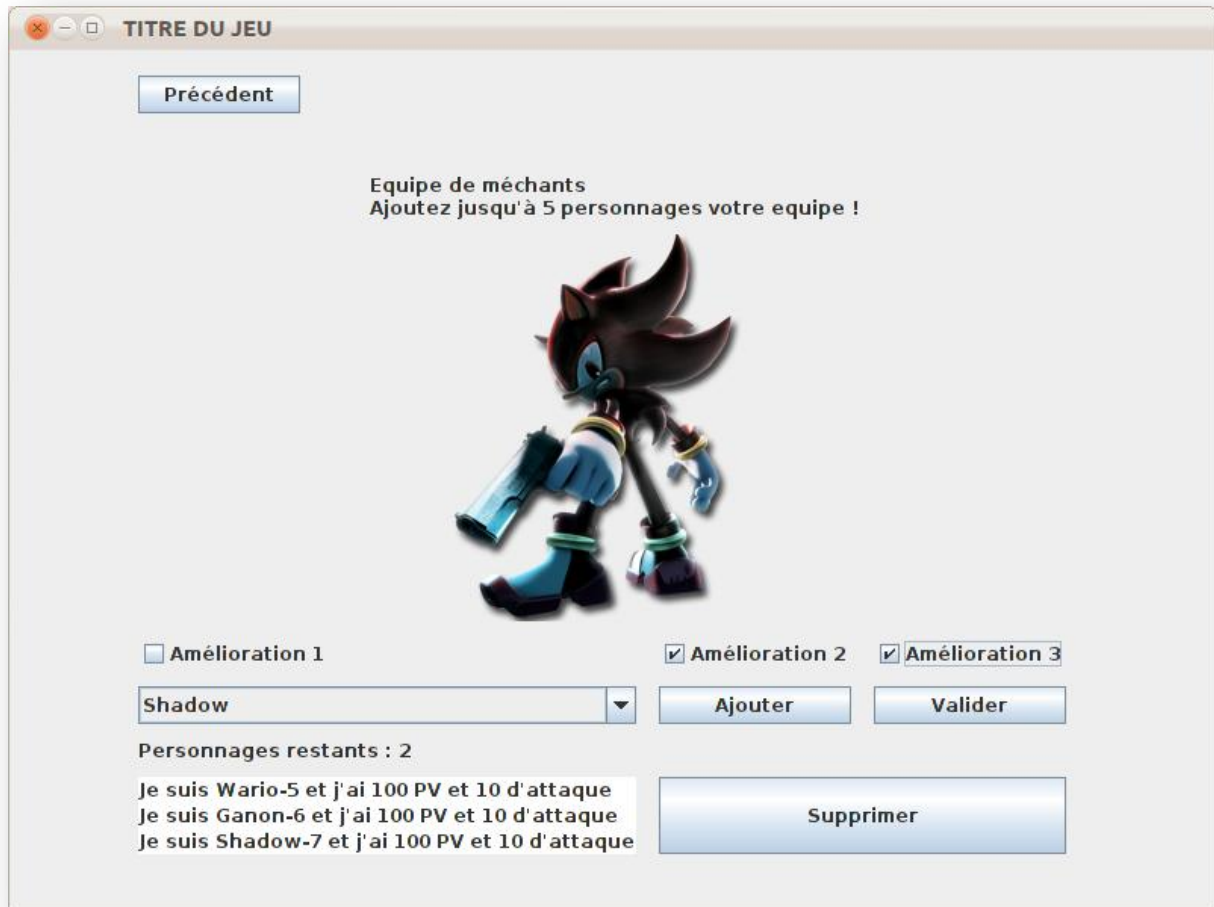 TITRE DU JEU
Précédent
Equipe de méchants
Ajoutez jusqu'à 5 personnages votre equipe !
Amélioration 1
Amélioration 2
Amélioration 3
Shadow
Ajouter
Valider
Personnages restants : 2
Je suis Wario-5 et j'ai 100 PV et 10 d'attaque
Je suis Ganon-6 et j'ai 100 PV et 10 d'attaque
Je suis Shadow-7 et j'ai 100 PV et 10 d'attaque
Supprimer